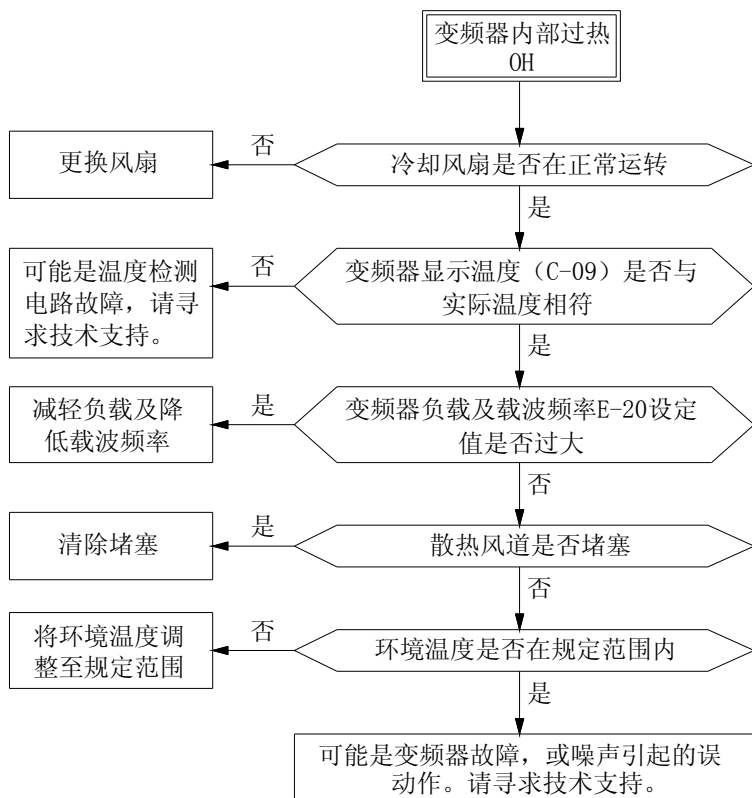 变频器内部过热
OH
更换风扇
否
冷却风扇是否在正常运转
是
可能是温度检测
电路故障，请寻
求技术支持。
否
变频器显示温度（C-09）是否与
实际温度相符
是
减轻负载及降
低载波频率
是
变频器负载及载波频率E-20设定
值是否过大
否
清除堵塞
是
散热风道是否堵塞
否
将环境温度调
整至规定范围
否
环境温度是否在规定范围内
是
可能是变频器故障，或噪声引起的误
动作。请寻求技术支持。